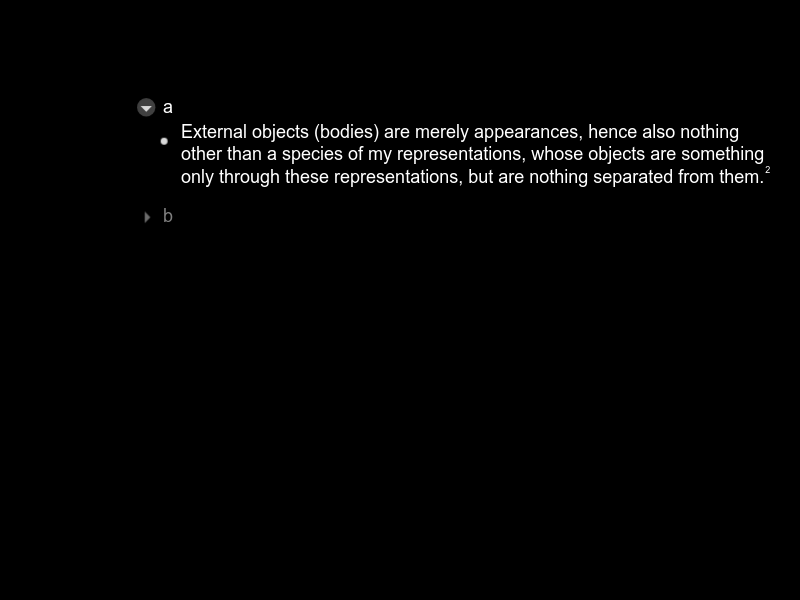 a
External objects (bodies) are merely appearances, hence also nothing
other than a species of my representations, whose objects are something
only through these representations, but are nothing separated from them.2
b